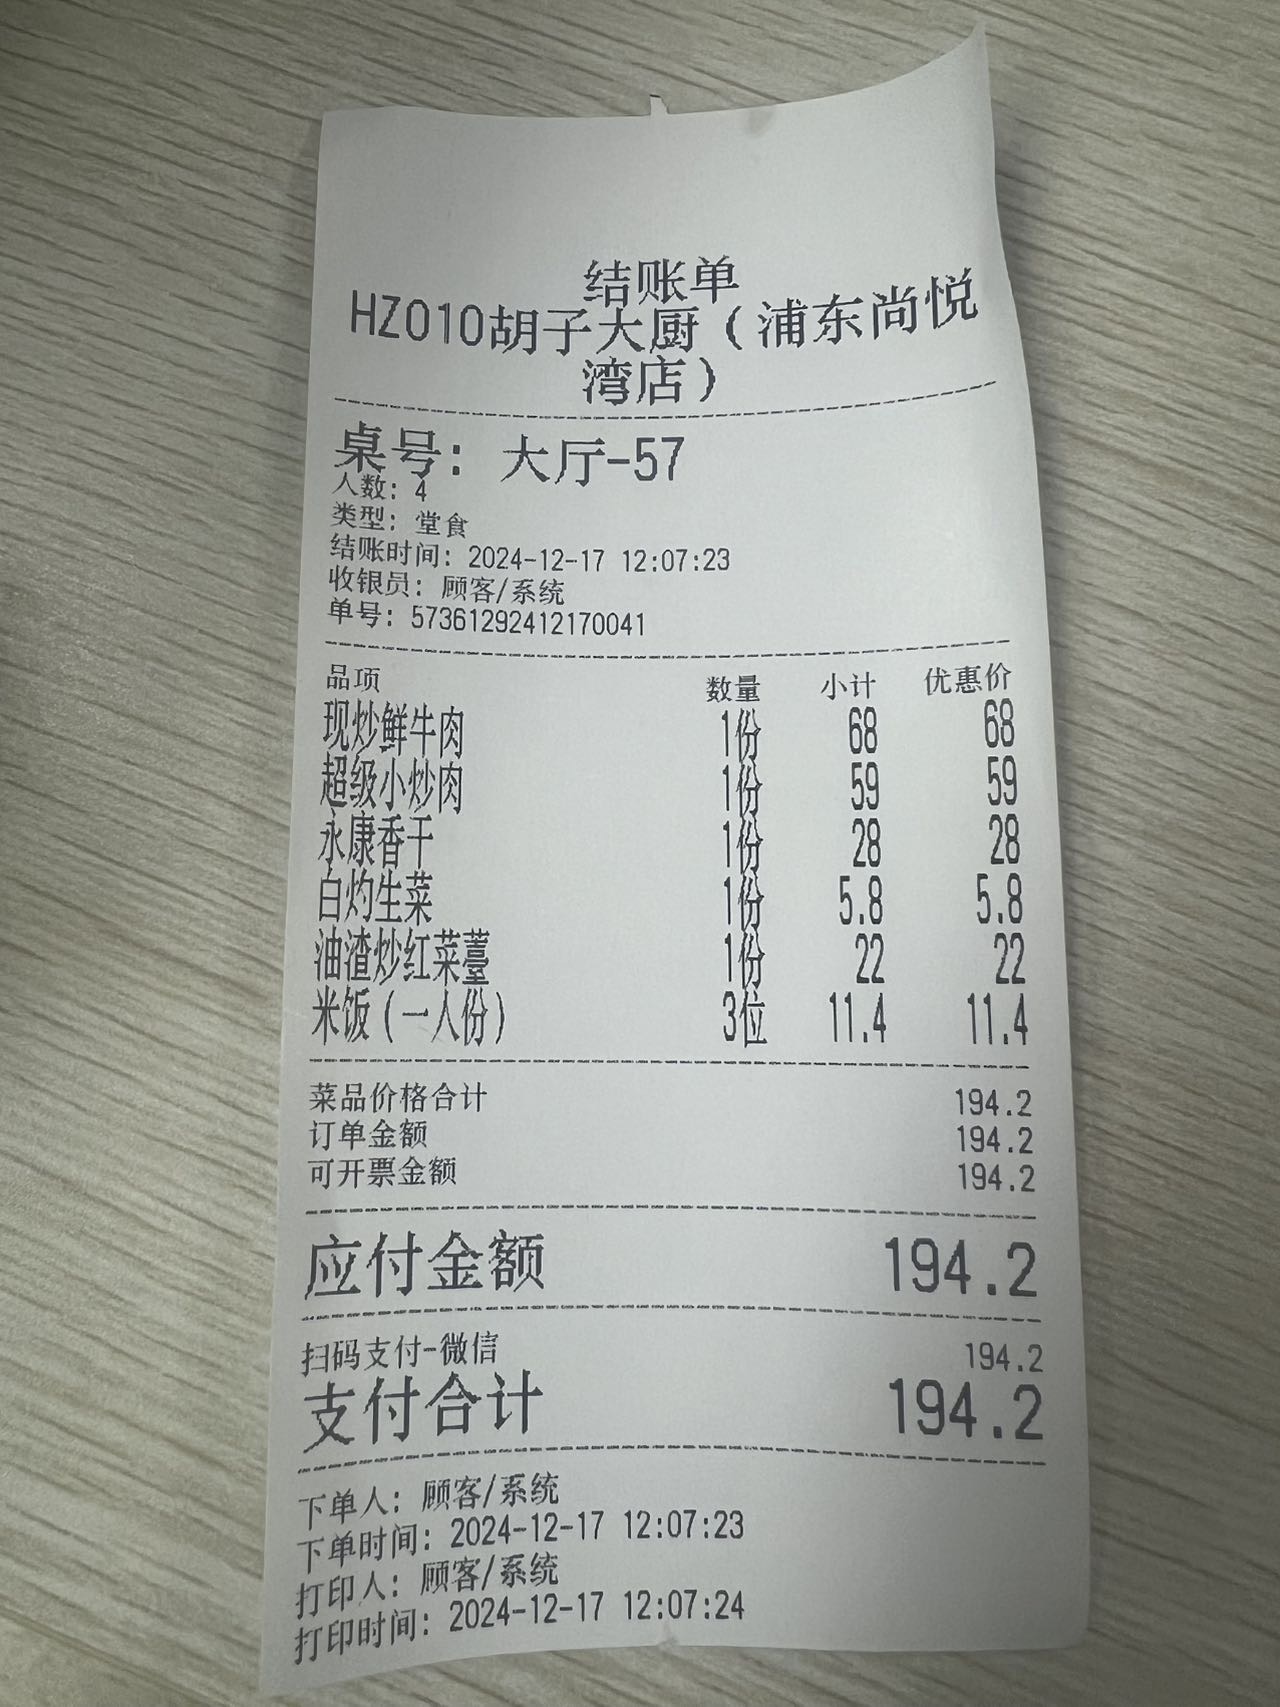 结账单
HZ010胡子大厨（浦东尚悦
湾店）
桌号：大厅-57
人数：4
类型：堂食
结账时间：2024-12-17 12:07:23
收银员：顾客/系统
单号：57361292412170041
品项 数量 小计 优惠价
现炒鲜牛肉 1份 68 68
超级小炒肉 1份 59 59
永康香干 1份 28 28
白灼生菜 1份 5.8 5.8
油渣炒红菜薹 1份 22 22
米饭（一人份） 3位 11.4 11.4
菜品价格合计 194.2
订单金额 194.2
可开票金额 194.2
应付金额 194.2
扫码支付-微信 194.2
支付合计 194.2
下单人：顾客/系统
下单时间：2024-12-17 12:07:23
打印人：顾客/系统
打印时间：2024-12-17 12:07:24